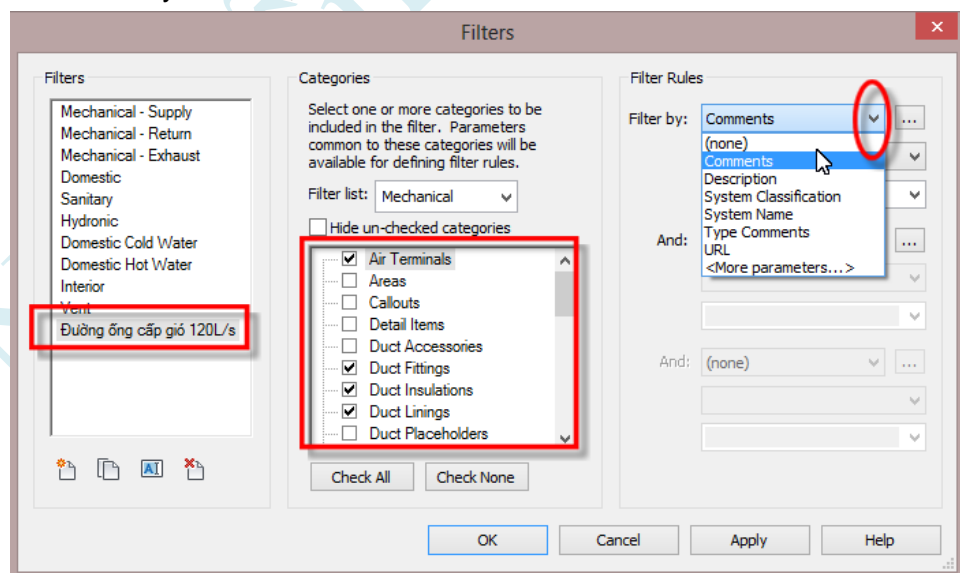 Filters
Filters
Mechanical - Supply
Mechanical - Return
Mechanical - Exhaust
Domestic
Sanitary
Hydronic
Domestic Cold Water
Domestic Hot Water
Interior
Vent
Đường ống cấp gió 120L/s
Categories
Select one or more categories to be
included in the filter. Parameters
common to these categories will be
available for defining filter rules.
Filter list: Mechanical
Hide un-checked categories
Air Terminals
Areas
Callouts
Detail Items
Duct Accessories
Duct Fittings
Duct Insulations
Duct Linings
Duct Placeholders
Check All Check None
Filter Rules
Filter by: Comments ...
(none)
Comments
Description
System Classification
System Name
Type Comments
URL
<More parameters...>
And: ...
And: (none) ...
OK Cancel Apply Help